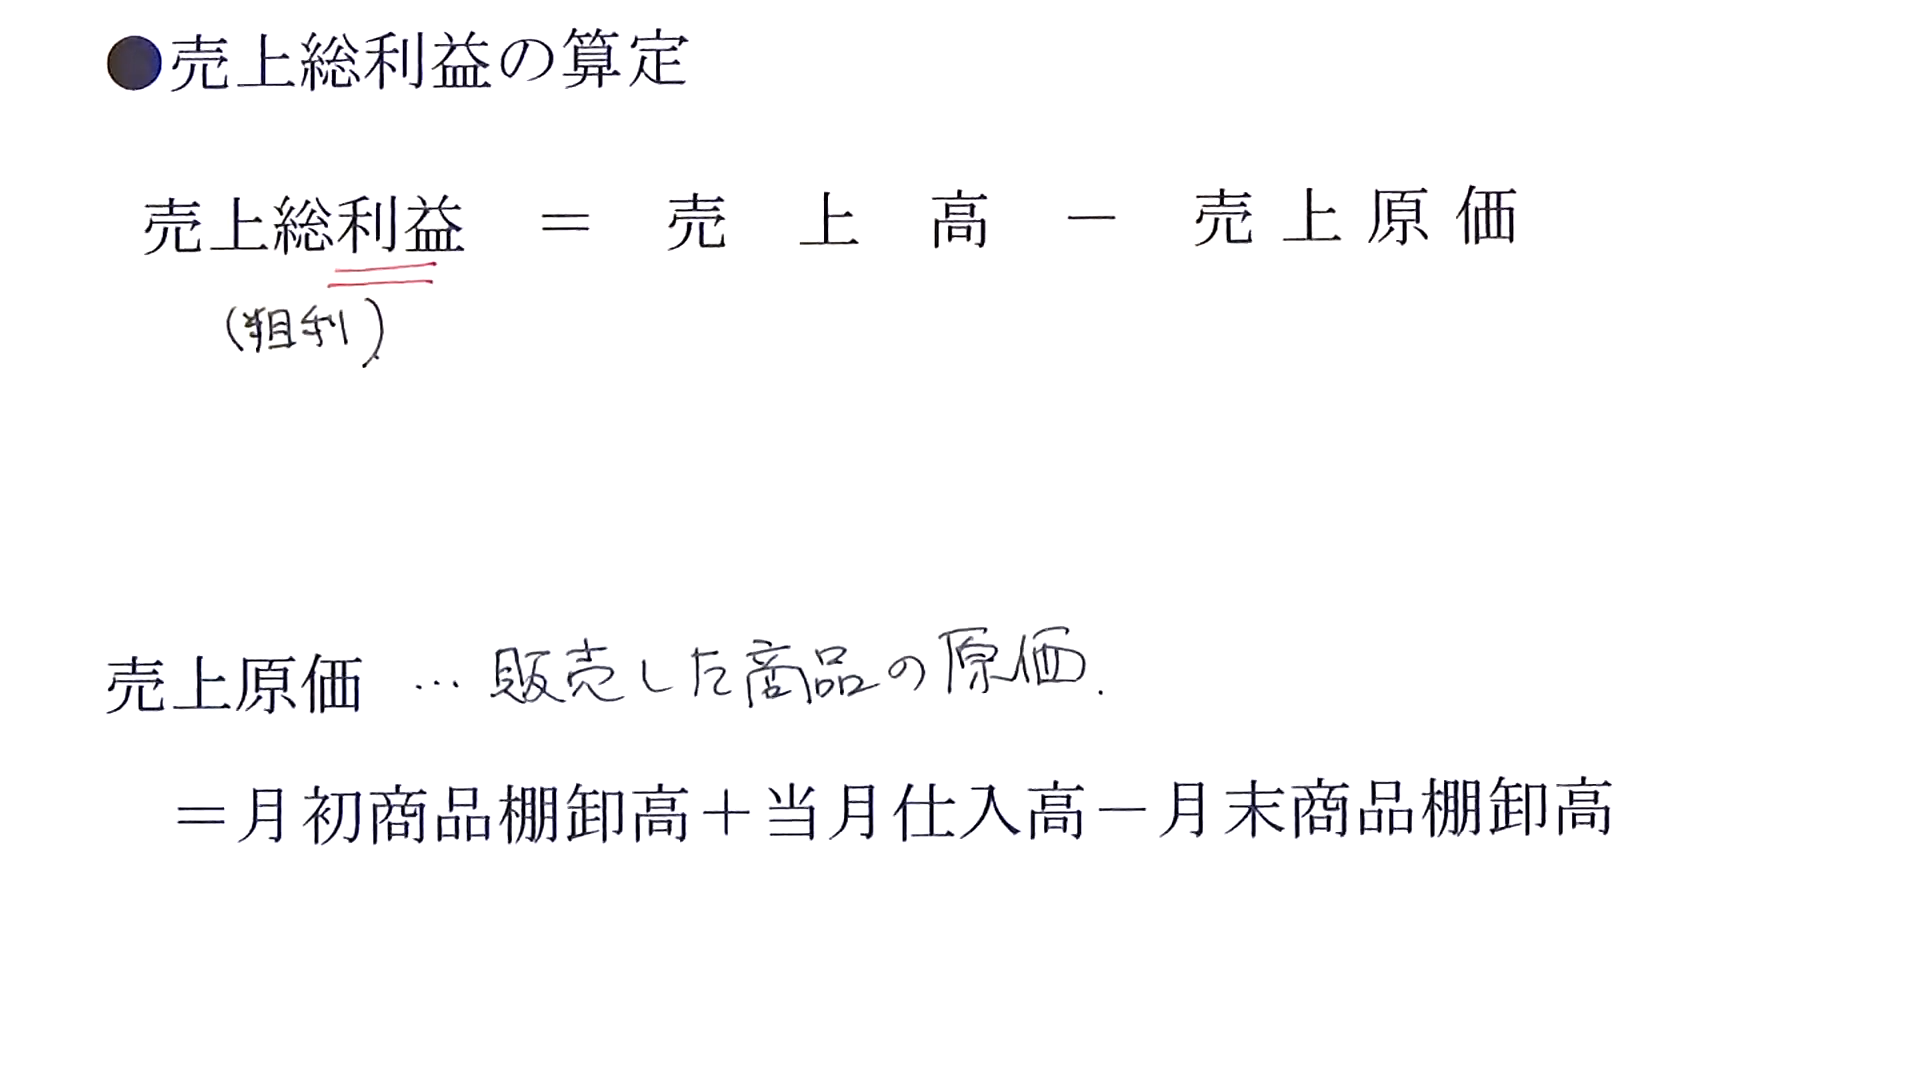 ●売上総利益の算定
売上総利益 ＝ 売上高 － 売上原価
(粗利)
売上原価 … 販売した商品の原価.
＝月初商品棚卸高＋当月仕入高－月末商品棚卸高